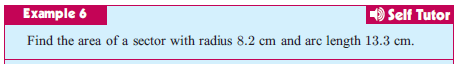 Example 6
Self Tutor
Find the area of a sector with radius 8.2 cm and arc length 13.3 cm.